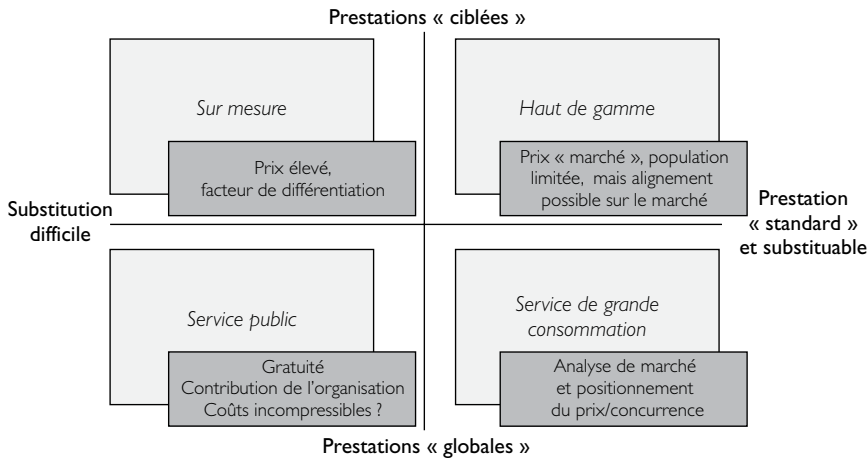 Prestations « ciblées »
Sur mesure
Prix élevé,
facteur de différentiation
Haut de gamme
Prix « marché », population
limitée, mais alignement
possible sur le marché
Substitution
difficile
Prestation
« standard »
et substituable
Service public
Gratuité
Contribution de l'organisation
Coûts incompressibles ?
Service de grande
consommation
Analyse de marché
et positionnement
du prix/concurrence
Prestations « globales »